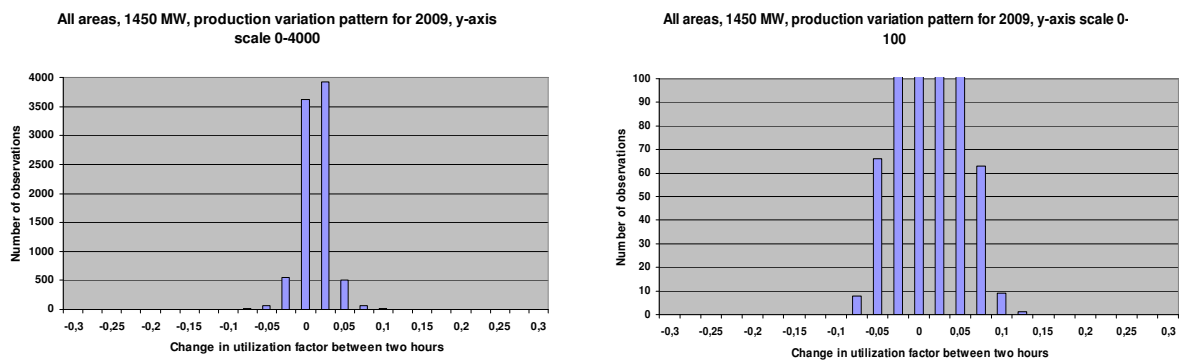 All areas, 1450 MW, production variation pattern for 2009, y-axis
scale 0-4000
4000
3500
3000
2500
2000
1500
1000
500
0
Number of observations
-0,3 -0,25 -0,2 -0,15 -0,1 -0,05 0 0,05 0,1 0,15 0,2 0,25 0,3
Change in utilization factor between two hours
All areas, 1450 MW, production variation pattern for 2009, y-axis scale 0-
100
100
90
80
70
60
50
40
30
20
10
0
Number of observations
-0,3 -0,25 -0,2 -0,15 -0,1 -0,05 0 0,05 0,1 0,15 0,2 0,25 0,3
Change in utilization factor between two hours